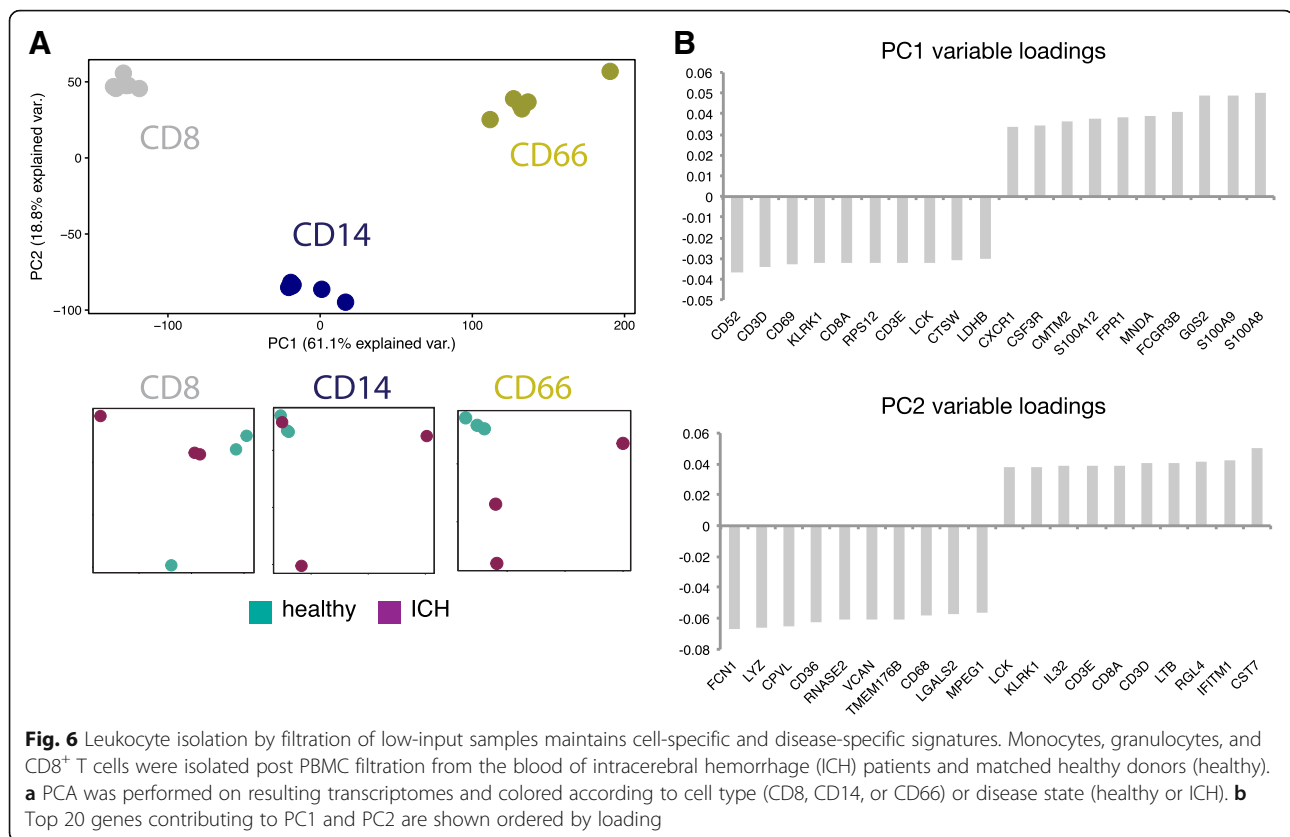 A
PC2 (18.8% explained var.)
50
0
−50
−100
CD8
CD66
CD14
−100
0
100
200
PC1 (61.1% explained var.)
CD8
CD14
CD66
healthy
ICH
B
PC1 variable loadings
0.06
0.05
0.04
0.03
0.02
0.01
0
-0.01
-0.02
-0.03
-0.04
-0.05
CD52
CD3D
CD69
KLRK1
CD8A
RPS12
CD3E
LCK
CTSW
LDHB
CXCR1
CSF3R
CMTM2
S100A12
FPR1
MNDA
FCGR3B
G0S2
S100A9
S100A8
PC2 variable loadings
0.06
0.04
0.02
0
-0.02
-0.04
-0.06
-0.08
FCN1
LYZ
CPVL
CD36
RNASE2
VCAN
TMEM176B
CD68
LGALS2
MPEG1
LCK
KLRK1
IL32
CD3E
CD8A
CD3D
LTB
RGL4
IFITM1
CST7
Fig. 6 Leukocyte isolation by filtration of low-input samples maintains cell-specific and disease-specific signatures. Monocytes, granulocytes, and
CD8⁺ T cells were isolated post PBMC filtration from the blood of intracerebral hemorrhage (ICH) patients and matched healthy donors (healthy).
a PCA was performed on resulting transcriptomes and colored according to cell type (CD8, CD14, or CD66) or disease state (healthy or ICH). b
Top 20 genes contributing to PC1 and PC2 are shown ordered by loading